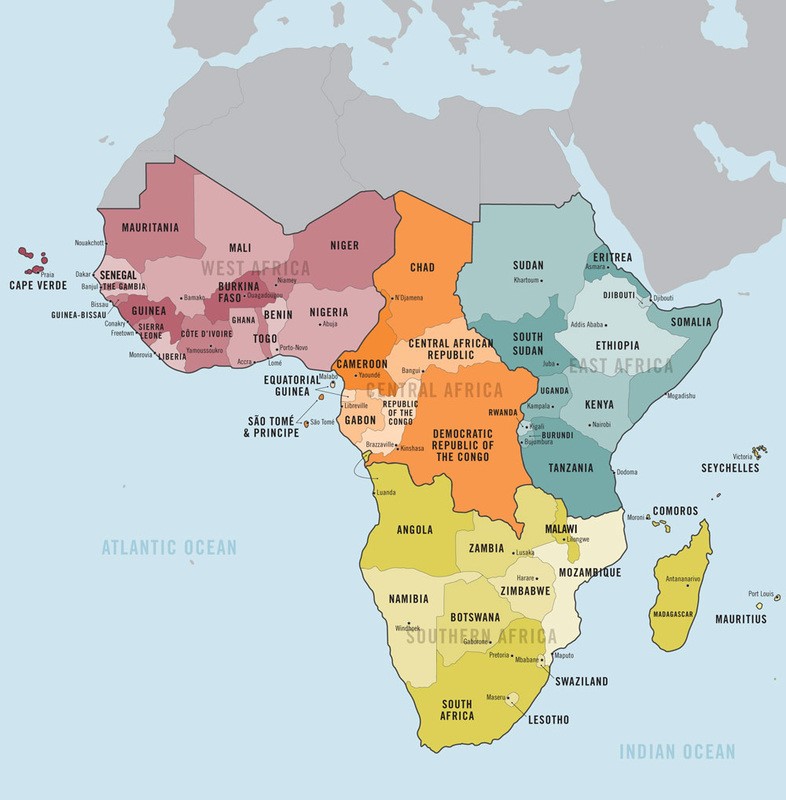 MAURITANIA
MALI
NIGER
CHAD
SUDAN
ERITREA
Asmara
Nouakchott
Praia
CAPE VERDE
Dakar
SENEGAL
Banjul
THE GAMBIA
Bissau
GUINEA-BISSAU
GUINEA
Conakry
Freetown
SIERRA
LEONE
Monrovia
LIBERIA
Bamako
WEST AFRICA
BURKINA
FASO
Ouagadougou
Niamey
CÔTE D'IVOIRE
Yamoussoukro
GHANA
Accra
TOGO
Lomé
BENIN
Porto-Novo
NIGERIA
Abuja
N'Djamena
Khartoum
DJIBOUTI
Djibouti
SOMALIA
Addis Ababa
ETHIOPIA
SOUTH
SUDAN
Juba
EAST AFRICA
CENTRAL AFRICAN
REPUBLIC
Bangui
CAMEROON
Yaoundé
CENTRAL AFRICA
EQUATORIAL
GUINEA
Malabo
Libreville
GABON
REPUBLIC
OF THE
CONGO
SÃO TOMÉ
& PRINCIPE
São Tomé
Brazzaville
Kinshasa
DEMOCRATIC
REPUBLIC OF
THE CONGO
UGANDA
Kampala
KENYA
Nairobi
Mogadishu
RWANDA
Kigali
BURUNDI
Bujumbura
TANZANIA
Dodoma
Victoria
SEYCHELLES
Luanda
ANGOLA
ZAMBIA
Lusaka
MALAWI
Lilongwe
Moroni
COMOROS
MOZAMBIQUE
ATLANTIC OCEAN
Harare
ZIMBABWE
NAMIBIA
Windhoek
BOTSWANA
Gaborone
SOUTHERN AFRICA
Antananarivo
MADAGASCAR
Port Louis
MAURITIUS
Pretoria
Mbabane
Maputo
SWAZILAND
Maseru
LESOTHO
SOUTH
AFRICA
INDIAN OCEAN